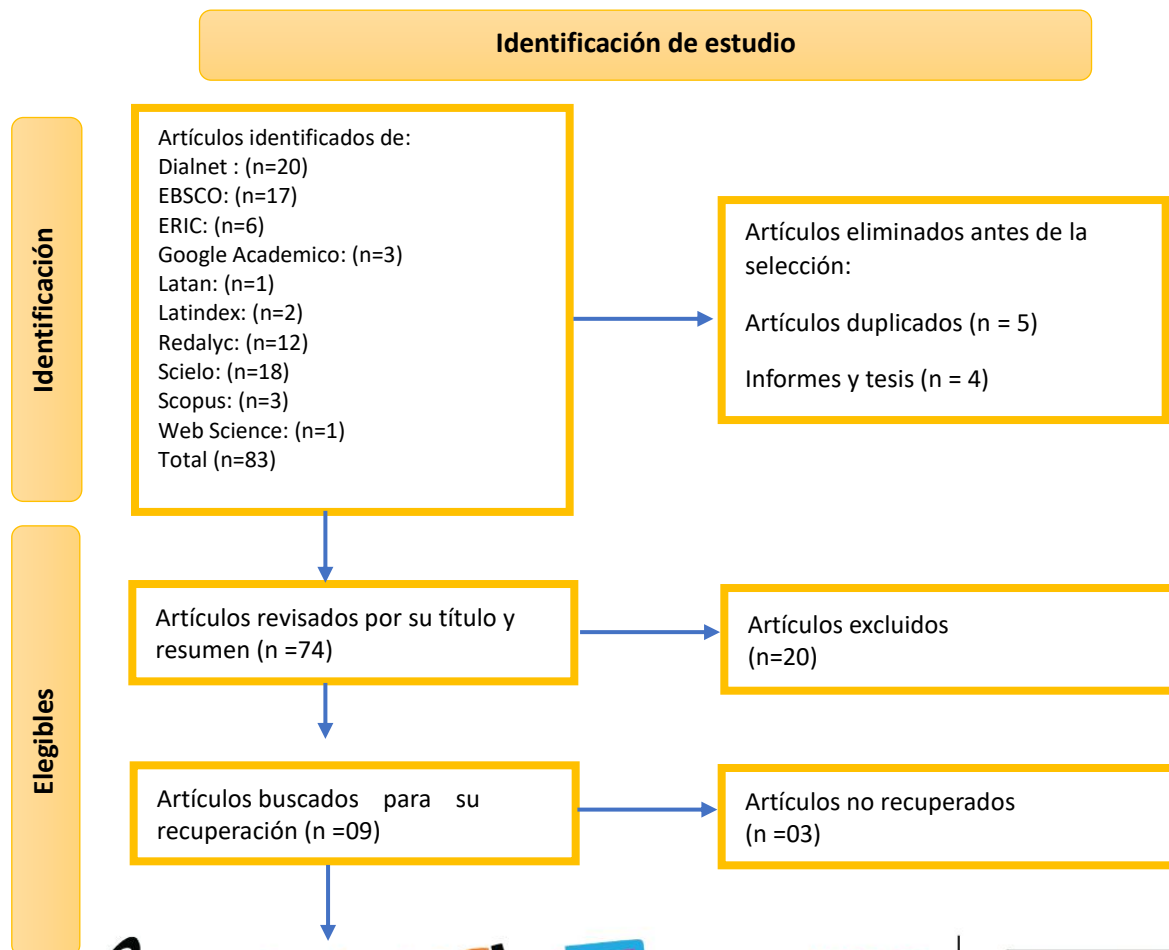 Identificación de estudio
Identificación
Artículos identificados de:
Dialnet : (n=20)
EBSCO: (n=17)
ERIC: (n=6)
Google Academico: (n=3)
Latan: (n=1)
Latindex: (n=2)
Redalyc: (n=12)
Scielo: (n=18)
Scopus: (n=3)
Web Science: (n=1)
Total (n=83)
Artículos eliminados antes de la
selección:
Artículos duplicados (n = 5)
Informes y tesis (n = 4)
Elegibles
Artículos revisados por su título y
resumen (n =74)
Artículos excluidos
(n=20)
Artículos buscados para su
recuperación (n =09)
Artículos no recuperados
(n =03)